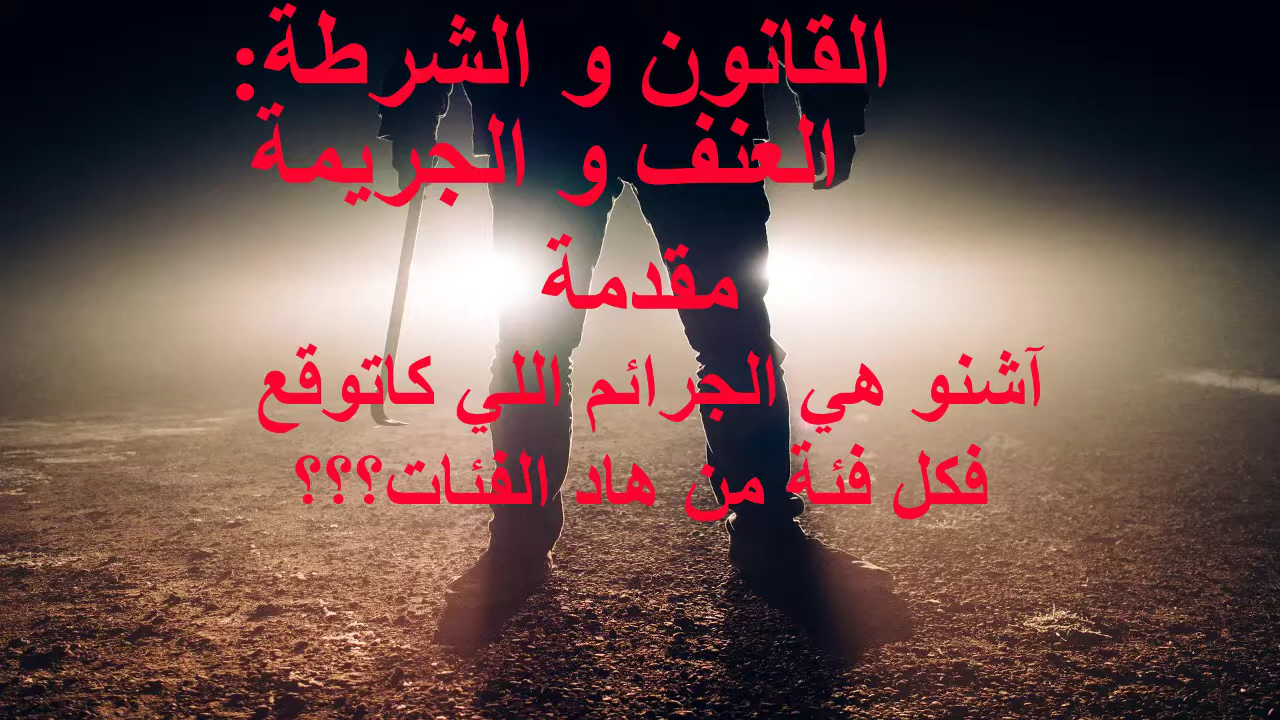 القانون و الشرطة:
العنف و الجريمة
مقدمة
آشنو هي الجرائم اللي كاتوقع
فكل فئة من هاد الفئات؟؟؟